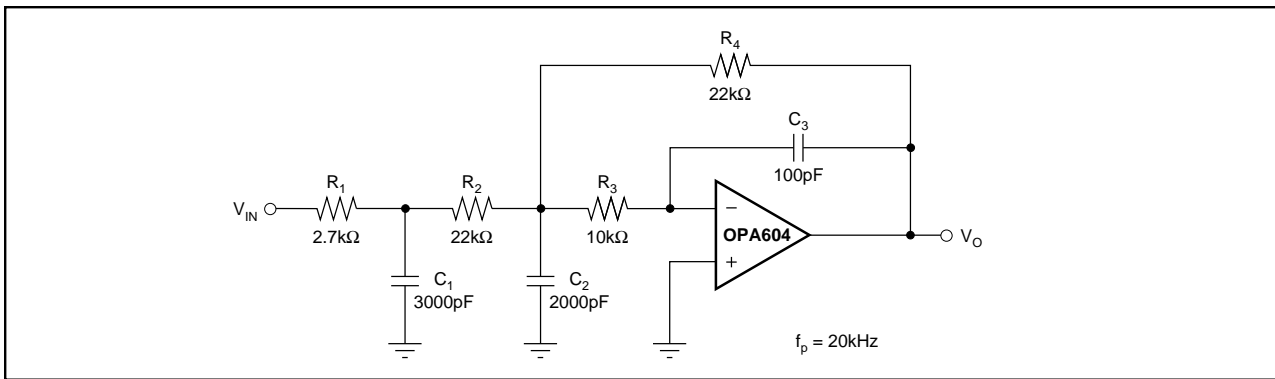 R4
22kΩ
C3
100pF
R1
R2
R3
VIN
2.7kΩ
22kΩ
10kΩ
–
+
OPA604
VO
C1
3000pF
C2
2000pF
fp = 20kHz